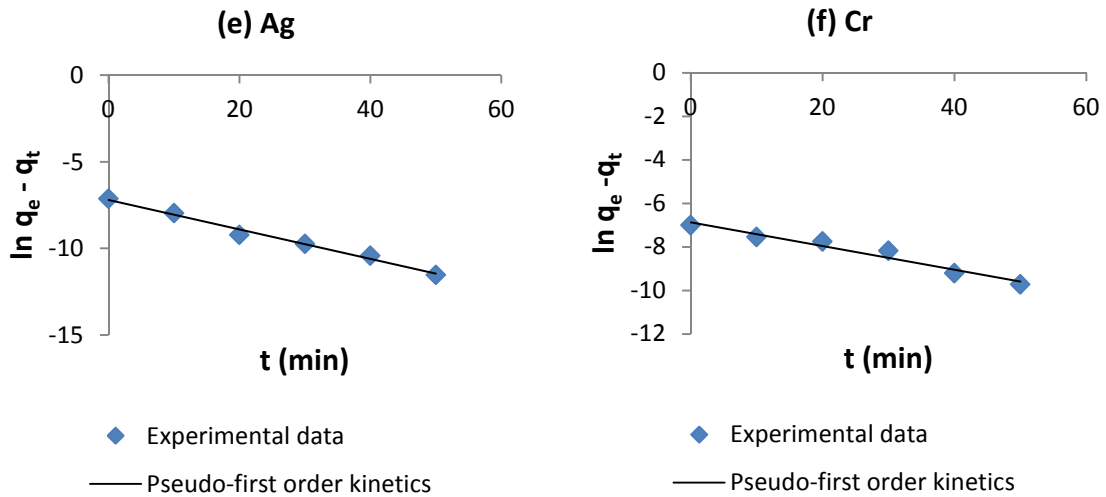 (e) Ag
0
0
20
40
60
-5
-10
-15
ln qe - qt
t (min)
Experimental data
Pseudo-first order kinetics
(f) Cr
0
0
20
40
60
-2
-4
-6
-8
-10
-12
ln qe -qt
t (min)
Experimental data
Pseudo-first order kinetics